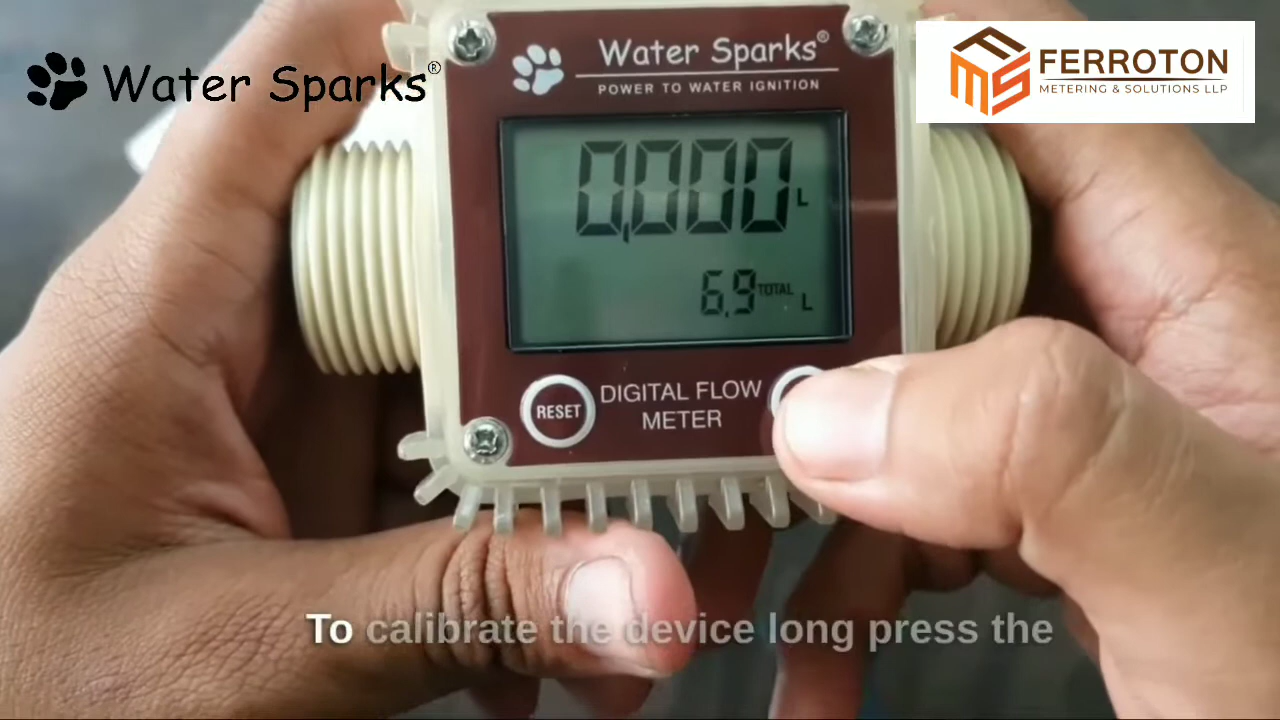 Water Sparks®
FERROTON
METERING & SOLUTIONS LLP
Water Sparks®
POWER TO WATER IGNITION
0,000 L
6,9 TOTAL L
RESET
DIGITAL FLOW
METER
To calibrate the device long press the